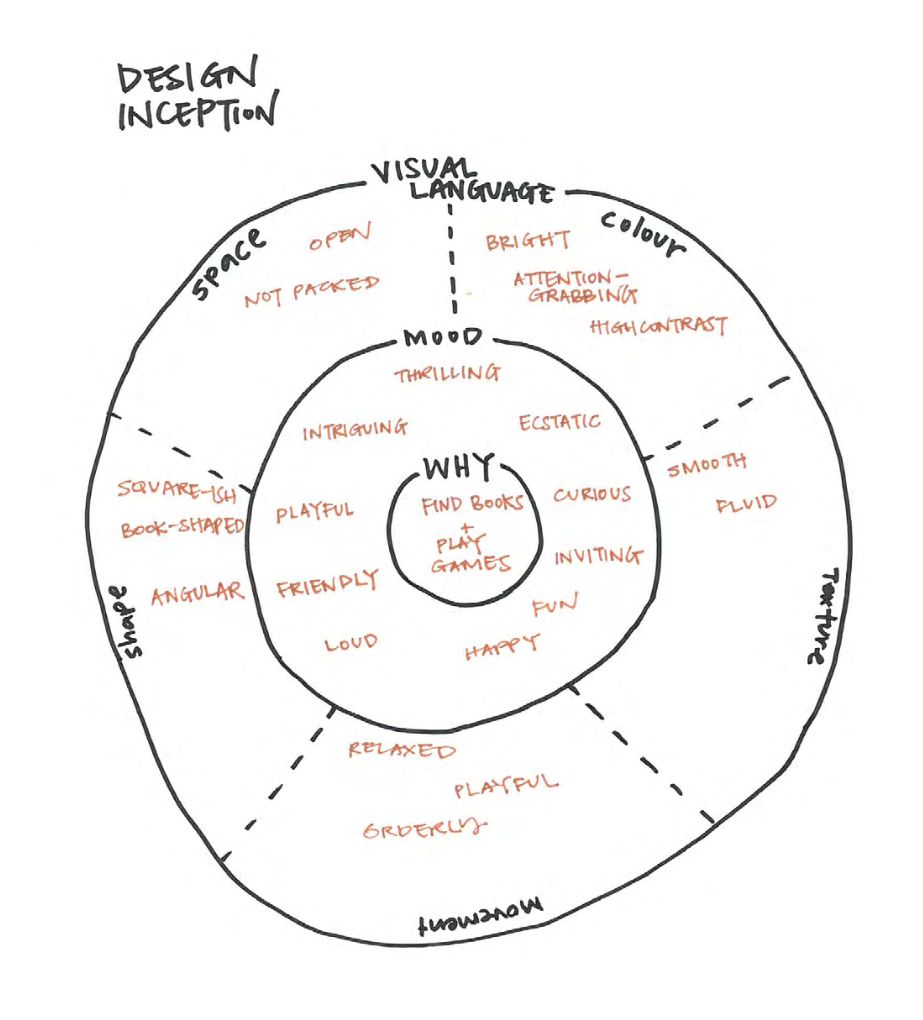 DESIGN
INCEPTION
VISUAL
LANGUAGE
space
OPEN
NOT PACKED
colour
BRIGHT
ATTENTION-
GRABBING
HIGH CONTRAST
MOOD
THRILLING
INTRIGUING
ECSTATIC
PLAYFUL
CURIOUS
FRIENDLY
INVITING
LOUD
FUN
HAPPY
WHY
FIND BOOKS
+
PLAY
GAMES
shape
SQUARE-ISH
BOOK-SHAPED
ANGULAR
Texture
SMOOTH
FLUID
RELAXED
PLAYFUL
ORDERLY
movement